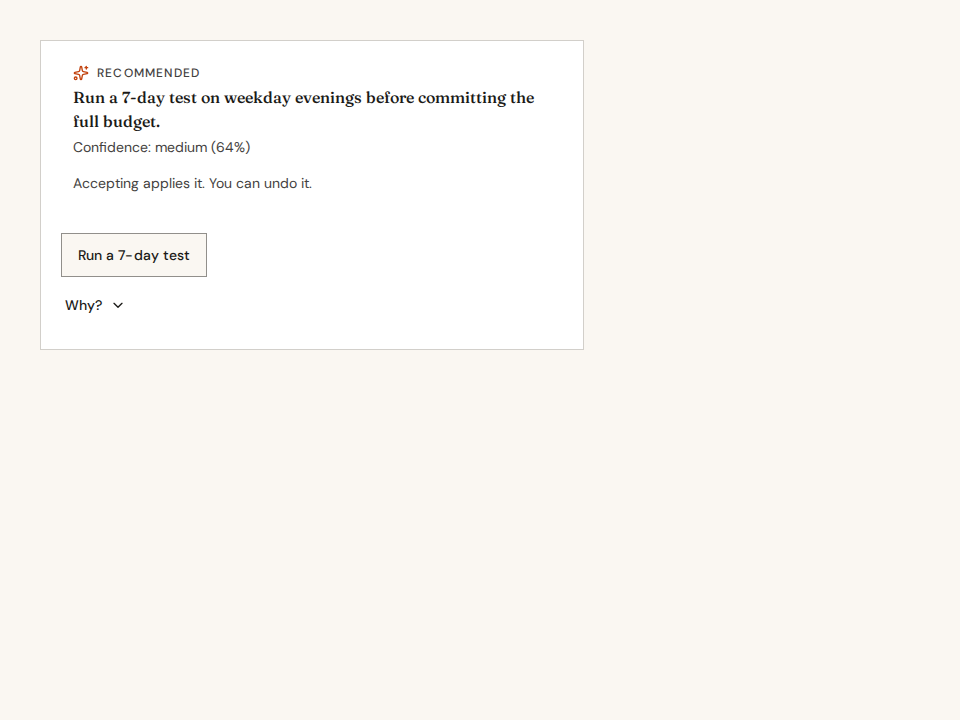 RECOMMENDED
Run a 7-day test on weekday evenings before committing the
full budget.
Confidence: medium (64%)
Accepting applies it. You can undo it.
Run a 7-day test
Why?